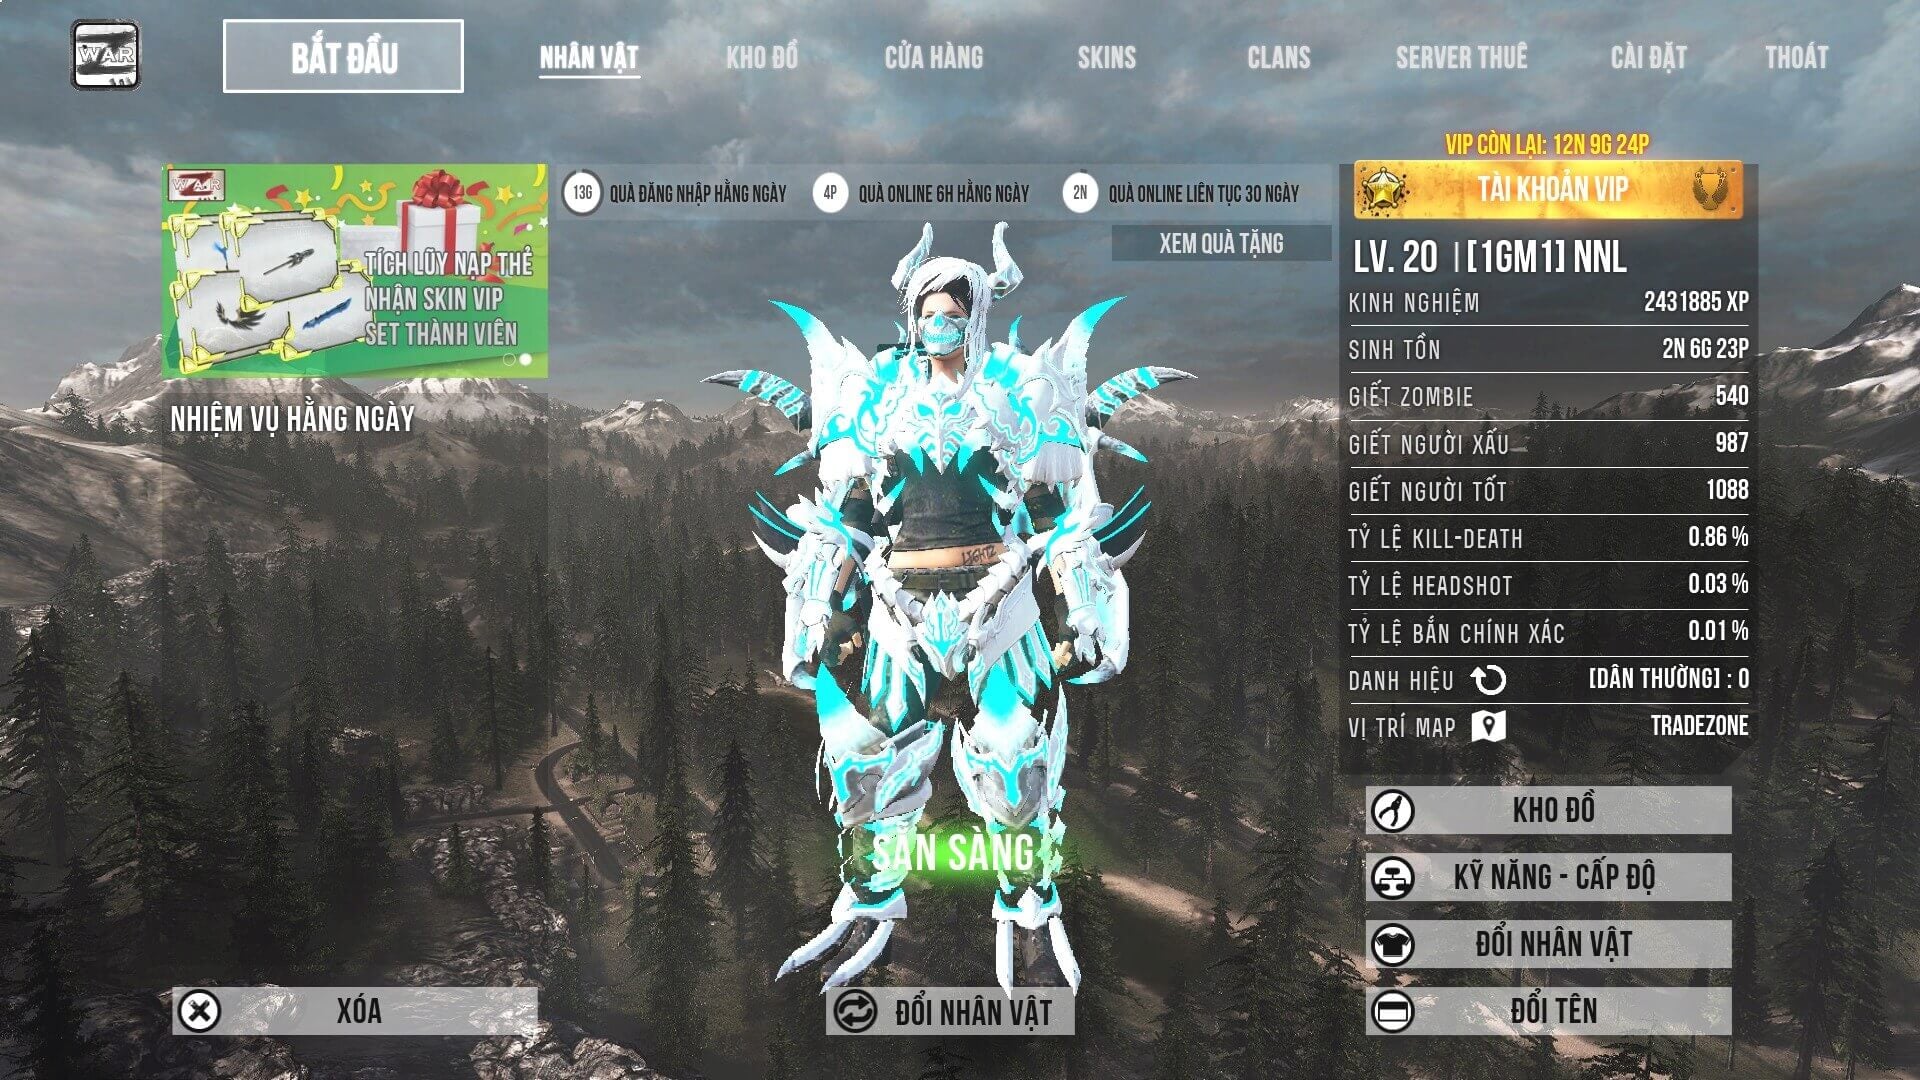 WAR Z
BẮT ĐẦU
NHÂN VẬT
KHO ĐỒ
CỬA HÀNG
SKINS
CLANS
SERVER THUÊ
CÀI ĐẶT
THOÁT
WAR Z
TÍCH LŨY NẠP THẺ
NHẬN SKIN VIP
SET THÀNH VIÊN
NHIỆM VỤ HẰNG NGÀY
13G QUÀ ĐĂNG NHẬP HẰNG NGÀY
4P QUÀ ONLINE 6H HẰNG NGÀY
2N QUÀ ONLINE LIÊN TỤC 30 NGÀY
XEM QUÀ TẶNG
LIGHTZ
SẴN SÀNG
VIP CÒN LẠI: 12N 9G 24P
TÀI KHOẢN VIP
LV. 20 | [1GM1] NNL
KINH NGHIỆM 2431885 XP
SINH TỒN 2N 6G 23P
GIẾT ZOMBIE 540
GIẾT NGƯỜI XẤU 987
GIẾT NGƯỜI TỐT 1088
TỶ LỆ KILL-DEATH 0.86 %
TỶ LỆ HEADSHOT 0.03 %
TỶ LỆ BẮN CHÍNH XÁC 0.01 %
DANH HIỆU [DÂN THƯỜNG] : 0
VỊ TRÍ MAP TRADEZONE
KHO ĐỒ
KỸ NĂNG - CẤP ĐỘ
ĐỔI NHÂN VẬT
ĐỔI TÊN
XÓA
ĐỔI NHÂN VẬT